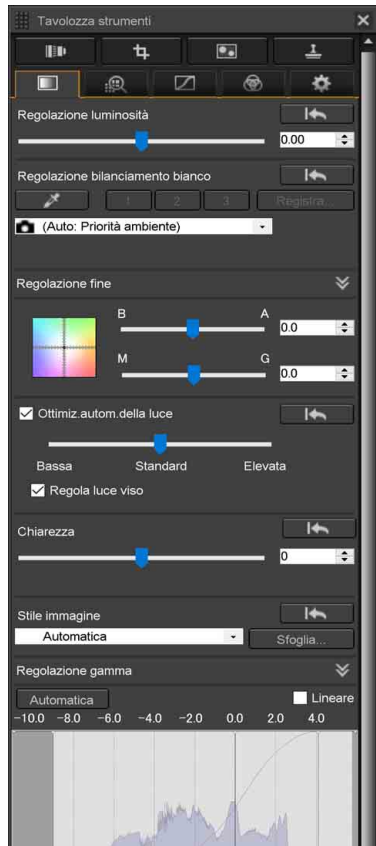 Tavolozza strumenti
Regolazione luminosità
0.00
Regolazione bilanciamento bianco
1 2 3 Registra...
(Auto: Priorità ambiente)
Regolazione fine
B A
0.0
M G
0.0
Ottimiz.autom.della luce
Bassa Standard Elevata
Regola luce viso
Chiarezza
0
Stile immagine
Automatica Sfoglia...
Regolazione gamma
Automatica Lineare
-10.0 -8.0 -6.0 -4.0 -2.0 0.0 2.0 4.0